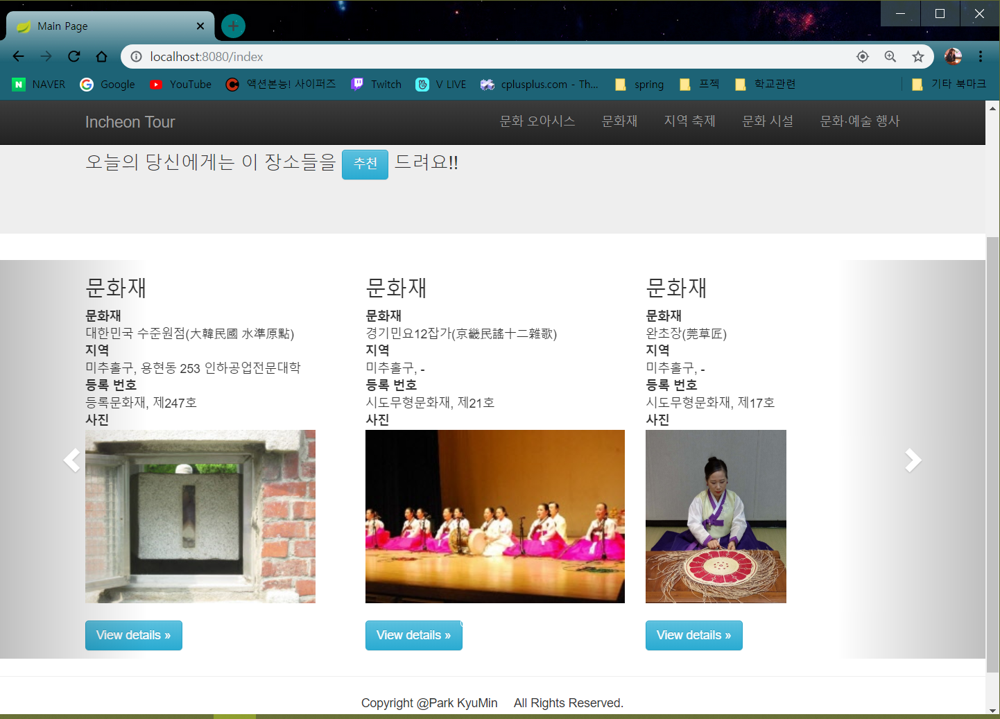 Main Page
localhost:8080/index
NAVER Google YouTube 액션본능! 사이퍼즈 Twitch V LIVE cplusplus.com - Th... spring 프젝 학교관련 기타 북마크
Incheon Tour 문화 오아시스 문화재 지역 축제 문화 시설 문화·예술 행사
오늘의 당신에게는 이 장소들을 추천 드려요!!
문화재
문화재
대한민국 수준원점(大韓民國 水準原點)
지역
미추홀구, 용현동 253 인하공업전문대학
등록 번호
등록문화재, 제247호
사진
View details »
문화재
문화재
경기민요12잡가(京畿民謠十二雜歌)
지역
미추홀구, -
등록 번호
시도무형문화재, 제21호
사진
View details »
문화재
문화재
완초장(莞草匠)
지역
미추홀구, -
등록 번호
시도무형문화재, 제17호
사진
View details »
Copyright @Park KyuMin All Rights Reserved.